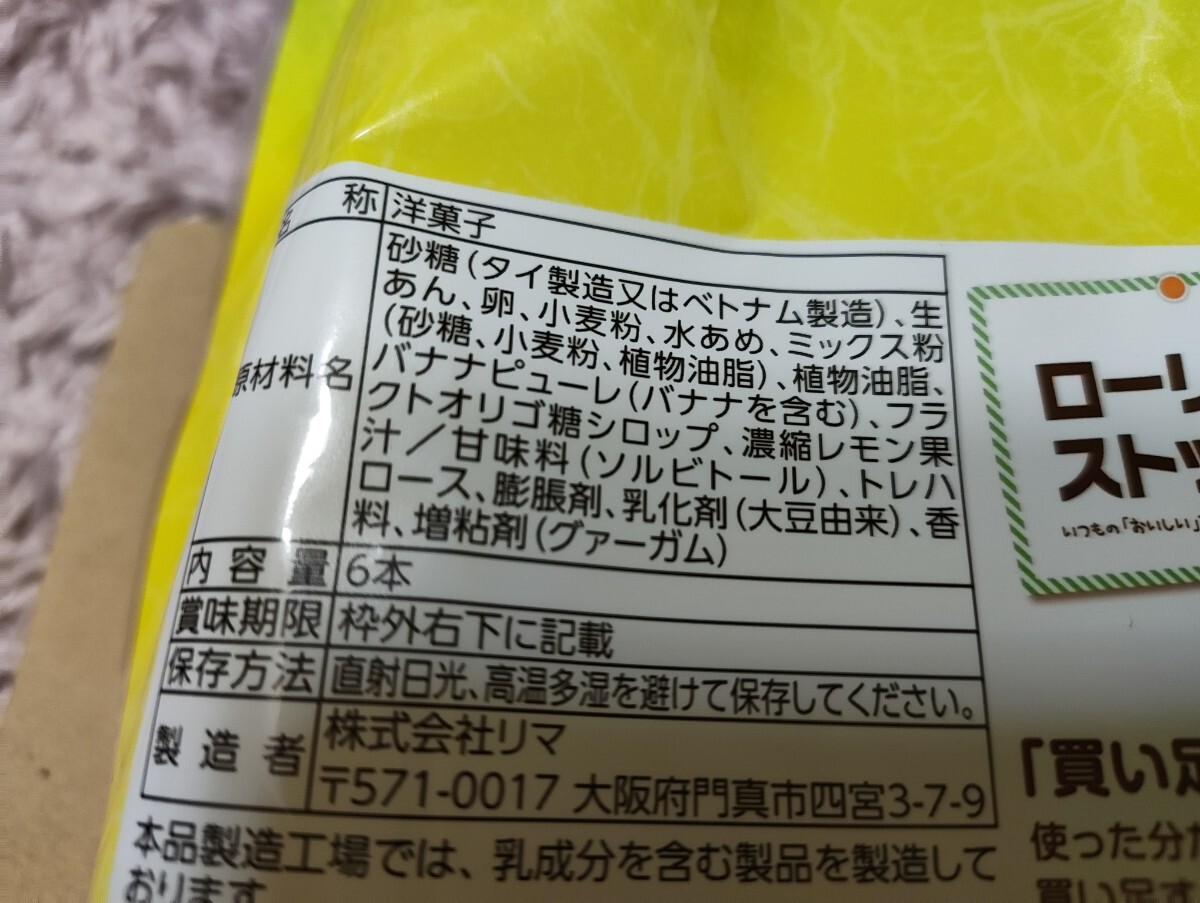 名称 洋菓子
原材料名 砂糖(タイ製造又はベトナム製造)、生
あん、卵、小麦粉、水あめ、ミックス粉
(砂糖、小麦粉、植物油脂)、植物油脂、
バナナピューレ(バナナを含む)、フラ
クトオリゴ糖シロップ、濃縮レモン果
汁/甘味料(ソルビトール)、トレハ
ロース、膨脹剤、乳化剤(大豆由来)、香
料、増粘剤(グァーガム)
内容量 6本
賞味期限 枠外右下に記載
保存方法 直射日光、高温多湿を避けて保存してください。
製造者 株式会社リマ
〒571-0017 大阪府門真市四宮3-7-9
本品製造工場では、乳成分を含む製品を製造して
おります
ロー
スト
いつもの「おいしい」
「買い
使った分
買い足す